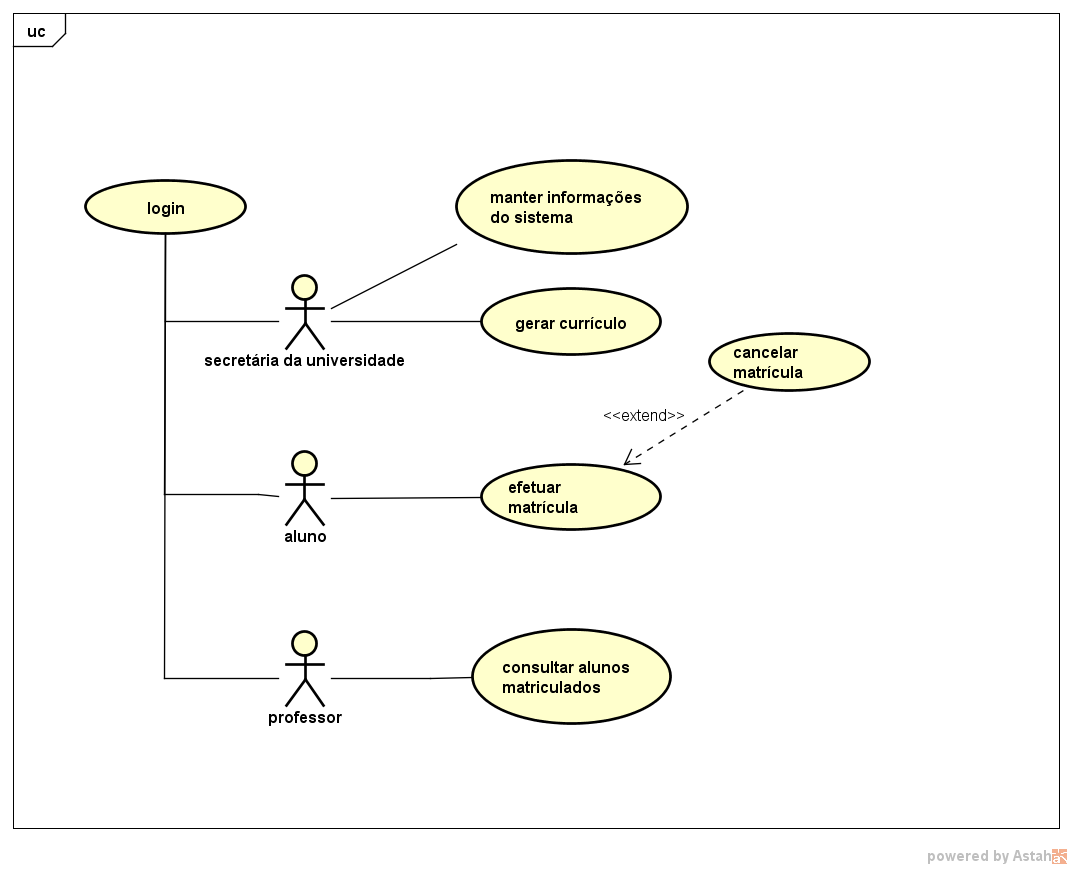 uc
login
manter informações
do sistema
gerar currículo
secretária da universidade
cancelar
matrícula
<<extend>>
efetuar
matrícula
aluno
consultar alunos
matriculados
professor
powered by Astah